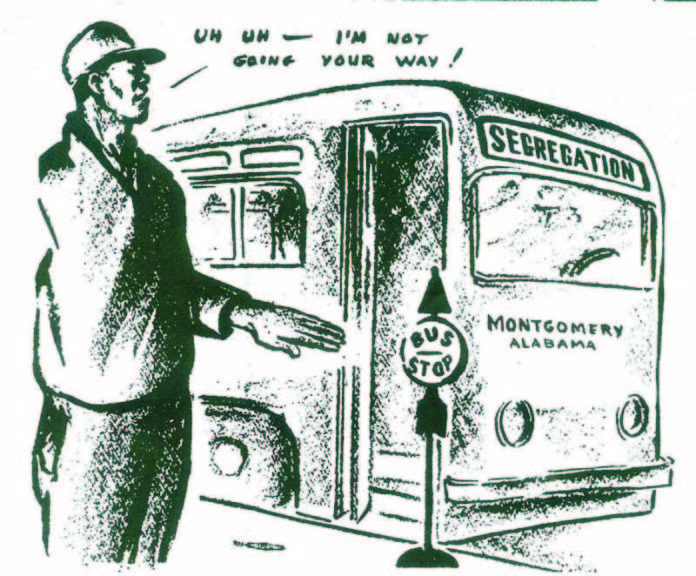 UH UH — I'M NOT
GOING YOUR WAY!
SEGREGATION
MONTGOMERY
ALABAMA
BUS
STOP